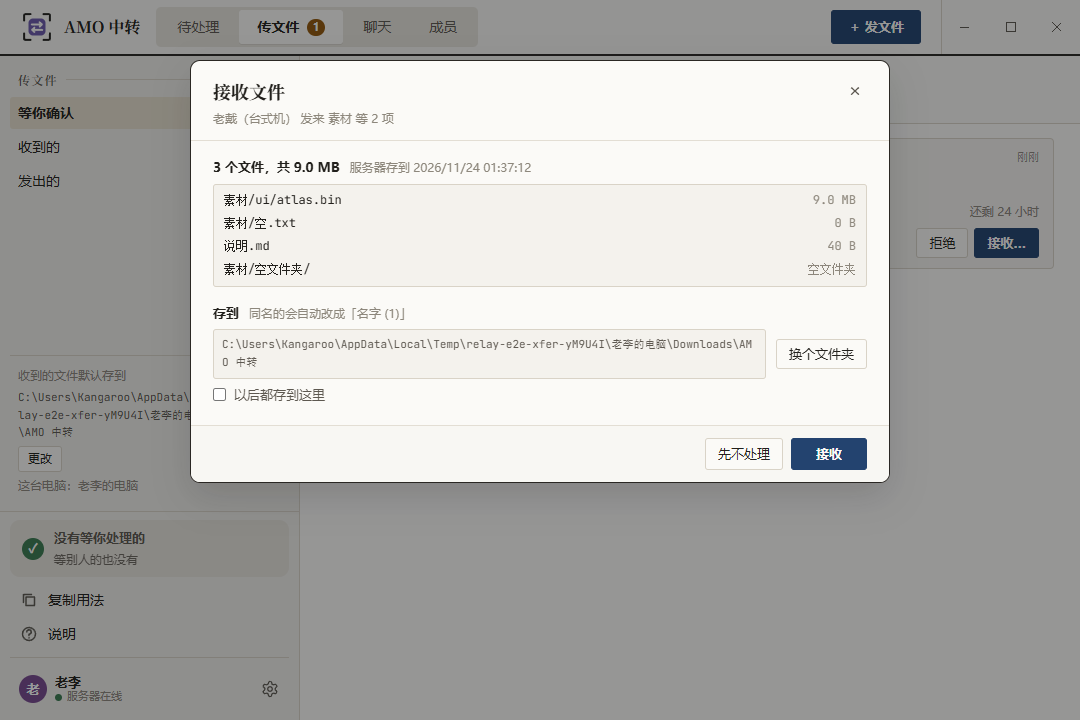 AMO 中转
待处理
传文件 1
聊天
成员
+ 发文件
传文件
等你确认
收到的
发出的
收到的文件默认存到
C:\Users\Kangaroo\AppData\
lay-e2e-xfer-yM9U4I\老李的电
\AMO 中转
更改
这台电脑：老李的电脑
没有等你处理的
等别人的也没有
复制用法
说明
老
老李
服务器在线
接收文件
老戴（台式机） 发来 素材 等 2 项
3 个文件，共 9.0 MB 服务器存到 2026/11/24 01:37:12
素材/ui/atlas.bin 9.0 MB
素材/空.txt 0 B
说明.md 40 B
素材/空文件夹/ 空文件夹
存到 同名的会自动改成「名字 (1)」
C:\Users\Kangaroo\AppData\Local\Temp\relay-e2e-xfer-yM9U4I\老李的电脑\Downloads\AM
O 中转
换个文件夹
以后都存到这里
先不处理
接收
刚刚
还剩 24 小时
拒绝
接收…